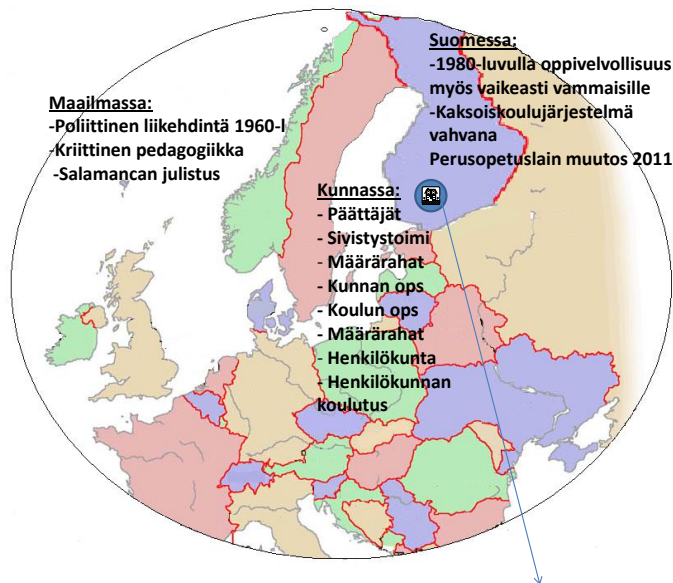 Maailmassa:
-Poliittinen liikehdintä 1960-l
-Kriittinen pedagogiikka
-Salamancan julistus
Suomessa:
-1980-luvulla oppivelvollisuus
myös vaikeasti vammaisille
-Kaksoiskoulujärjestelmä
vahvana
Perusopetuslain muutos 2011
Kunnassa:
- Päättäjät
- Sivistystoimi
- Määrärahat
- Kunnan ops
- Koulun ops
- Määrärahat
- Henkilökunta
- Henkilökunnan
koulutus